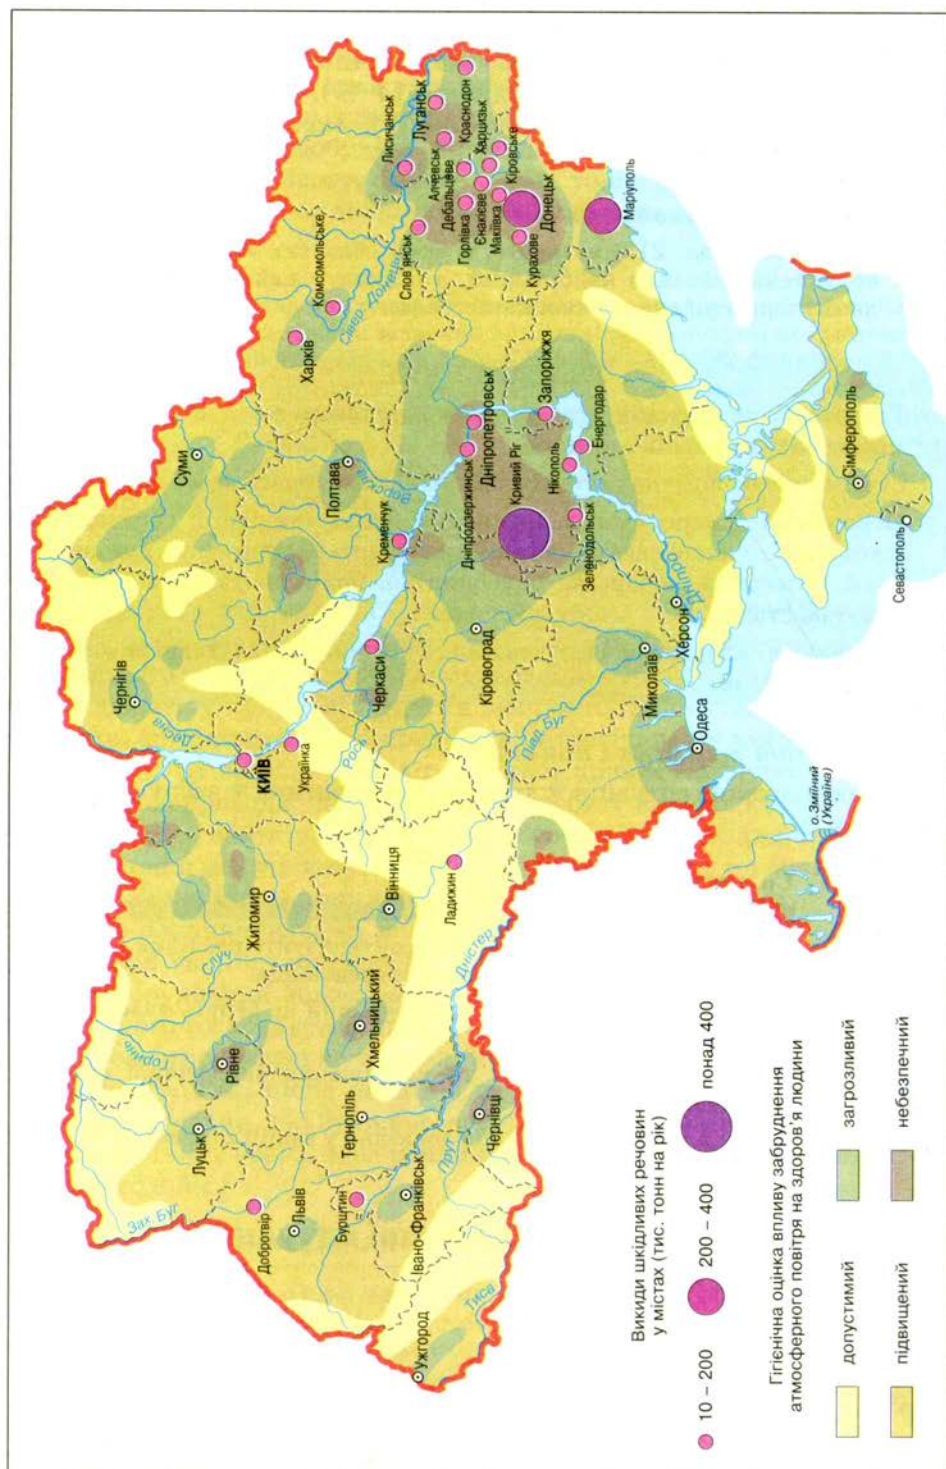 Чернігів
Суми
Десна
КИЇВ
Українка
Житомир
Случ
Горинь
Рівне
Луцьк
Зах. Буг
Добротвір
Львів
Тернопіль
Хмельницький
Вінниця
Рось
Черкаси
Кременчук
Полтава
Ворскла
Харків
Комсомольське
Сівер. Донець
Лисичанськ
Луганськ
Краснодон
Алчевськ
Харцизьк
Дебальцеве
Кіровське
Слов'янськ
Горлівка
Єнакієве
Макіївка
Донецьк
Курахове
Маріуполь
Бурштин
Івано-Франківськ
Прут
Чернівці
Дністер
Ладижин
Півд. Буг
Кіровоград
Дніпродзержинськ
Дніпропетровськ
Кривий Ріг
Запоріжжя
Нікополь
Енергодар
Зеленодольськ
Ужгород
Тиса
Миколаїв
Херсон
Дніпро
Одеса
о.Зміїний
(Україна)
Сімферополь
Севастополь
Викиди шкідливих речовин
у містах (тис. тонн на рік)
10 – 200
200 – 400
понад 400
Гігієнічна оцінка впливу забруднення
атмосферного повітря на здоров'я людини
допустимий
загрозливий
підвищений
небезпечний